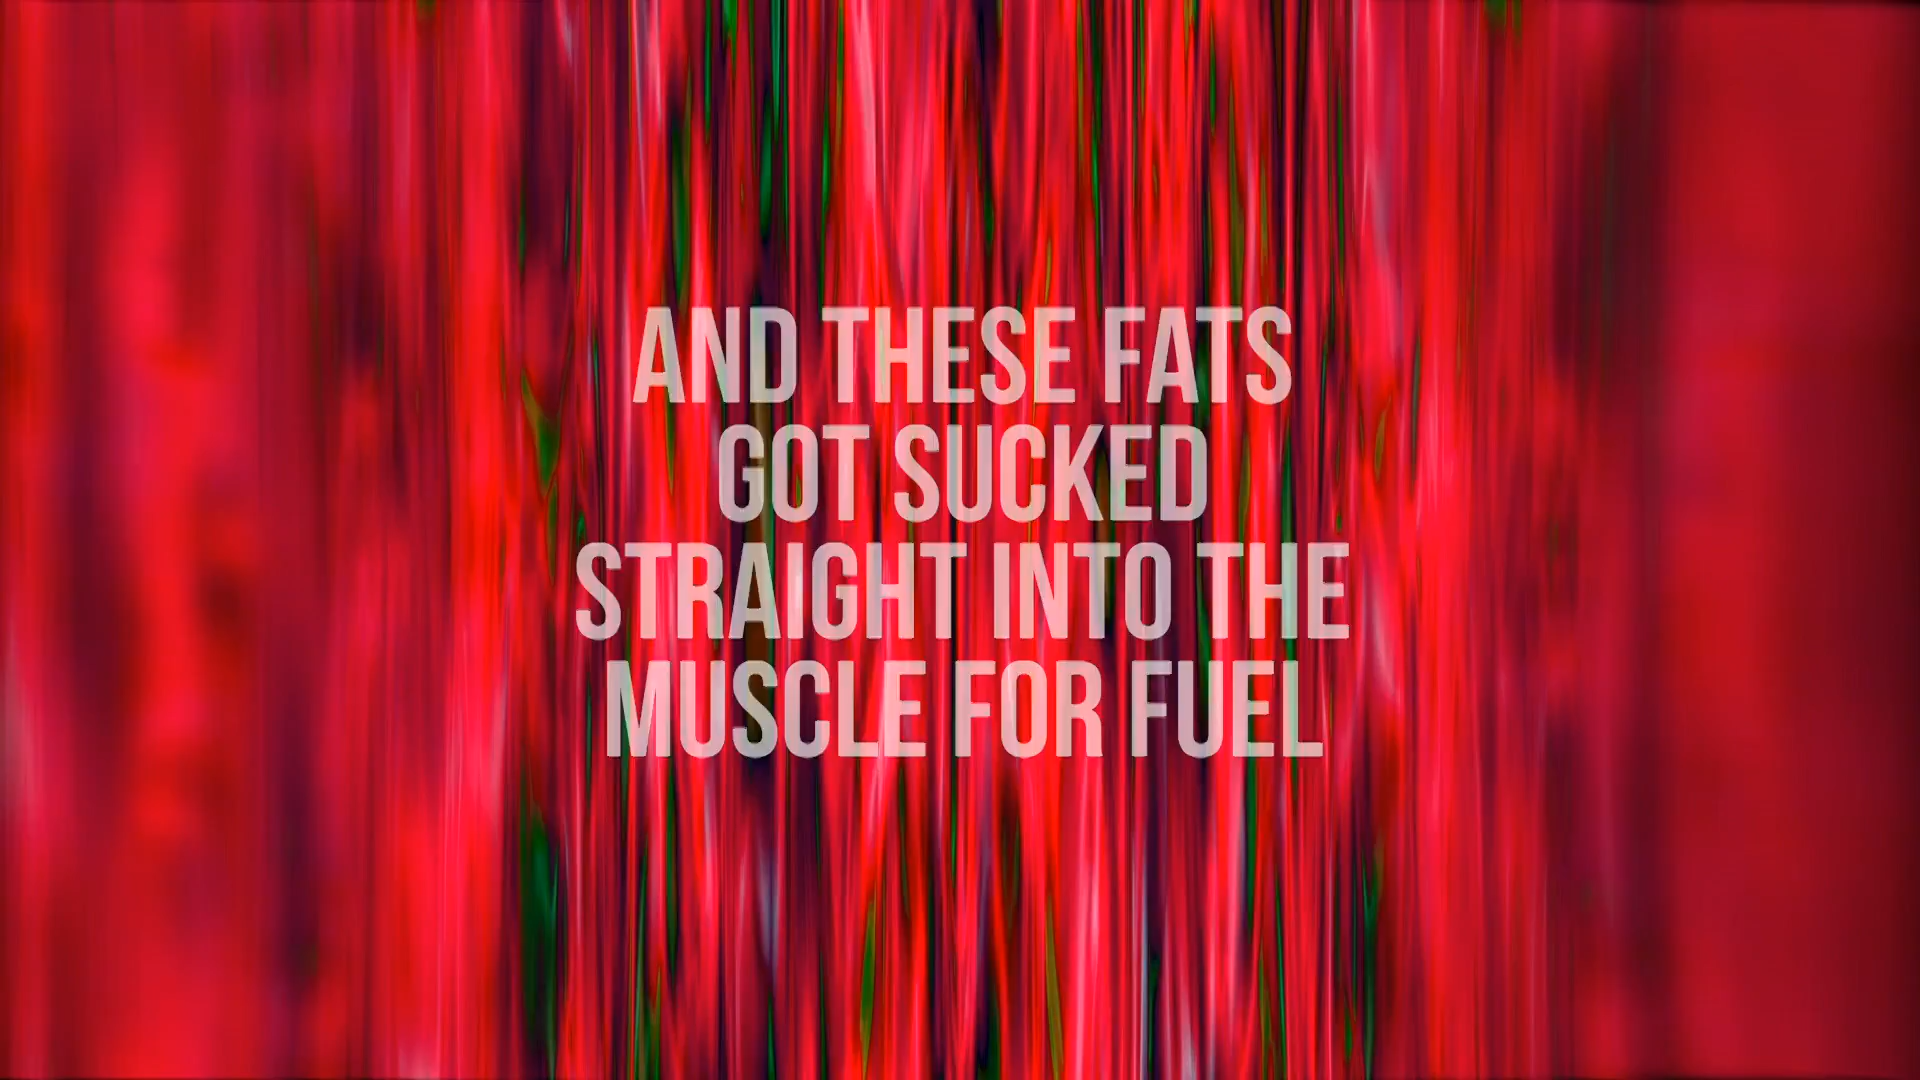 AND THESE FATS
GOT SUCKED
STRAIGHT INTO THE
MUSCLE FOR FUEL